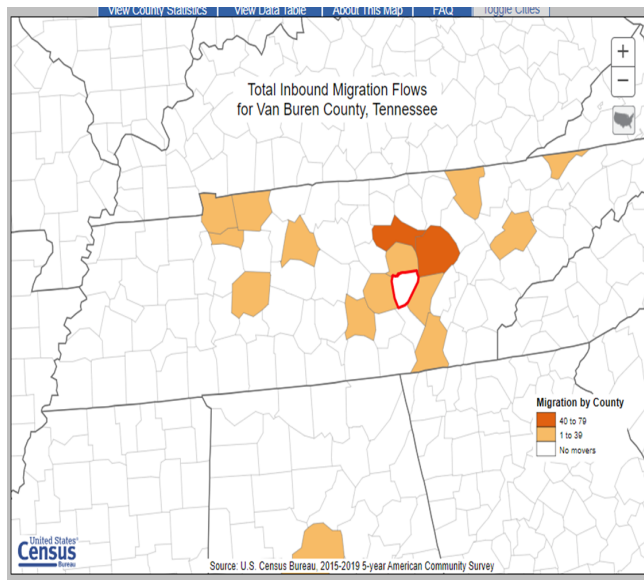 View County Statistics View Data Table About This Map FAQ Toggle Cities
Total Inbound Migration Flows
for Van Buren County, Tennessee
+
−
Migration by County
40 to 79
1 to 39
No movers
United States®
Census
Bureau
Source: U.S. Census Bureau, 2015-2019 5-year American Community Survey